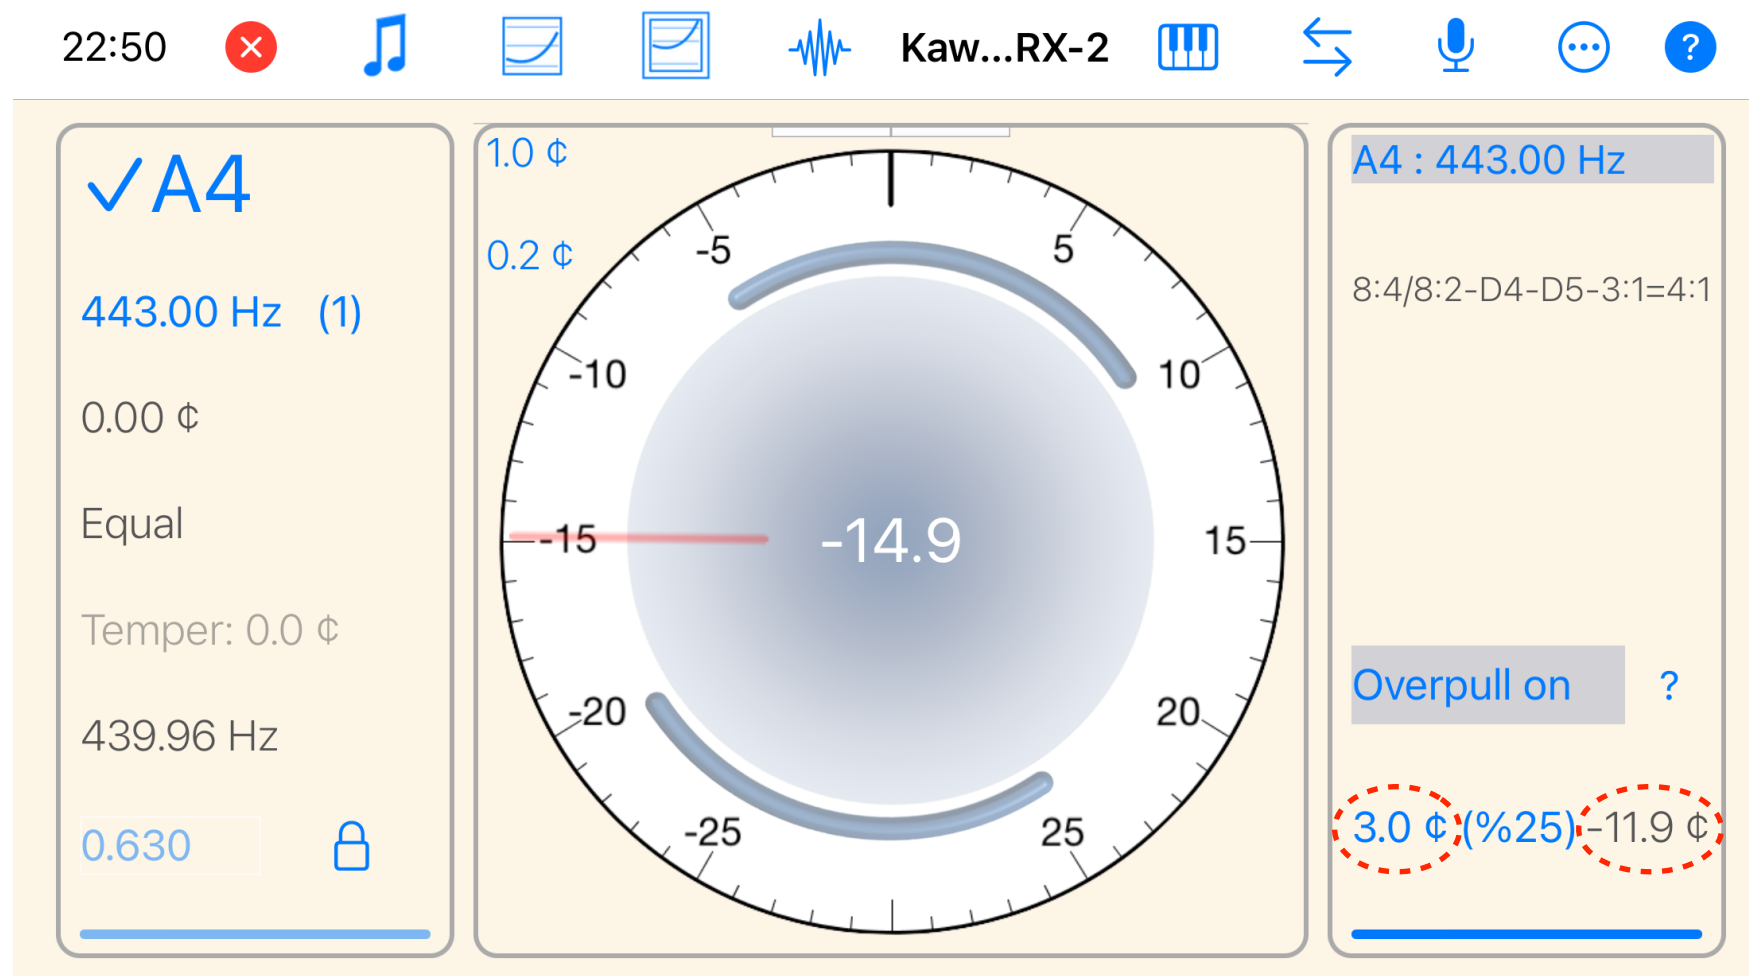 22:50 Kaw...RX-2 ?
✓A4
443.00 Hz (1)
0.00 ¢
Equal
Temper: 0.0 ¢
439.96 Hz
0.630
1.0 ¢
0.2 ¢
-5 5
-10 10
-15 -14.9 15
-20 20
-25 25
A4 : 443.00 Hz
8:4/8:2-D4-D5-3:1=4:1
Overpull on ?
3.0 ¢ (%25) -11.9 ¢